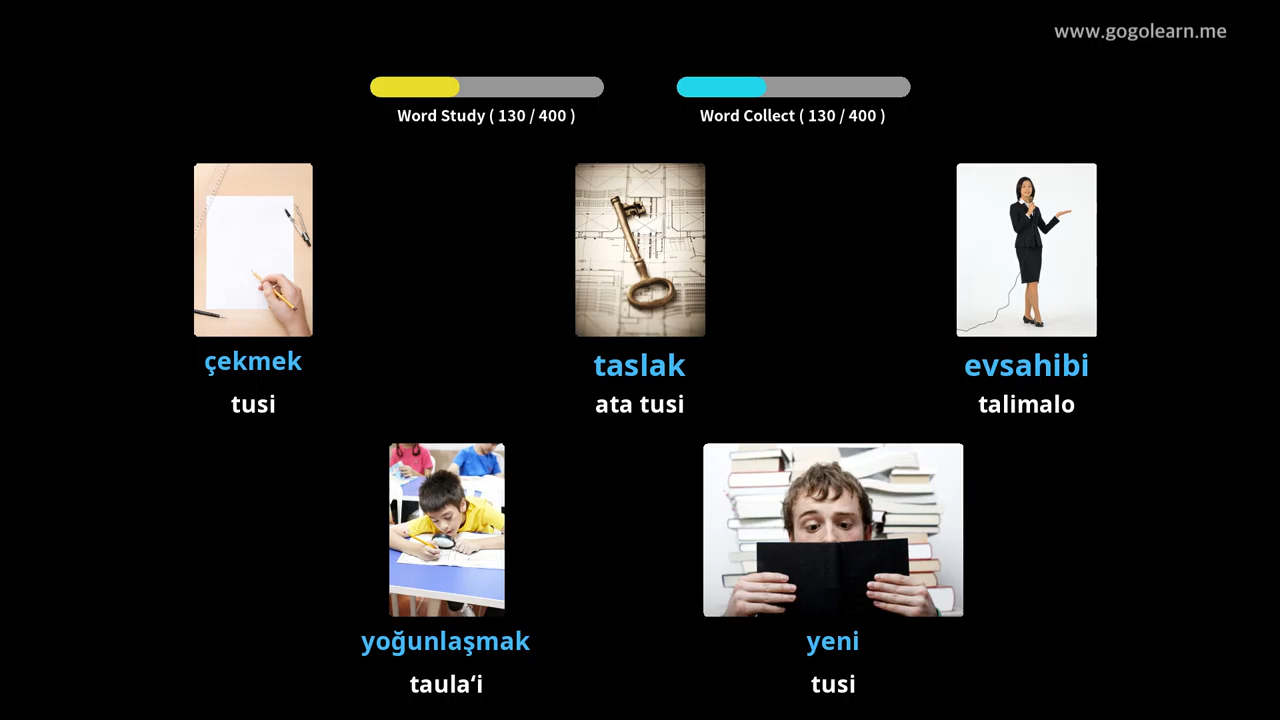 www.gogolearn.me
Word Study ( 130 / 400 )
Word Collect ( 130 / 400 )
çekmek
tusi
taslak
ata tusi
evsahibi
talimalo
yoğunlaşmak
taula‘i
yeni
tusi